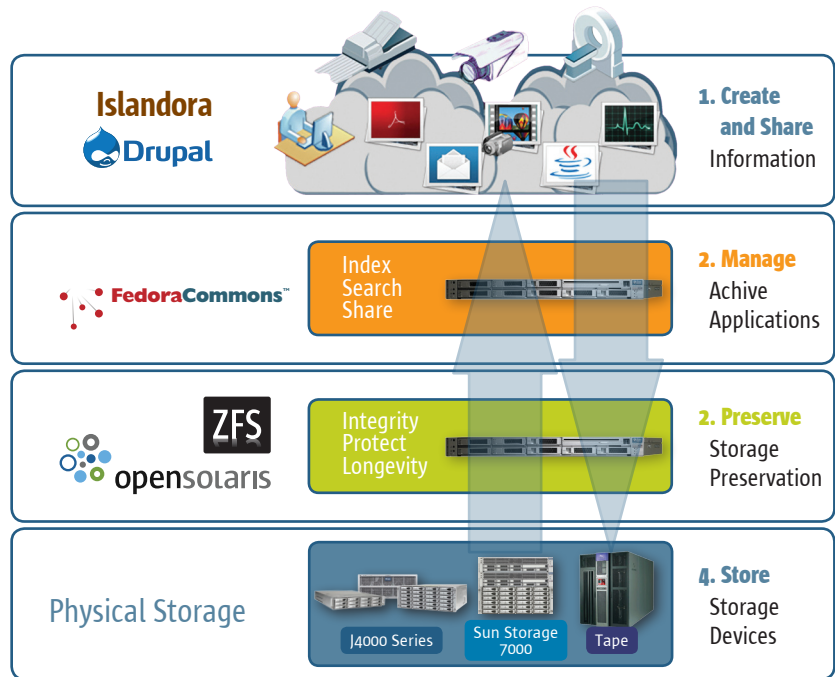 Islandora
Drupal
1. Create
and Share
Information
FedoraCommons™
Index
Search
Share
2. Manage
Achive
Applications
ZFS
opensolaris
Integrity
Protect
Longevity
2. Preserve
Storage
Preservation
Physical Storage
J4000 Series
Sun Storage
7000
Tape
4. Store
Storage
Devices